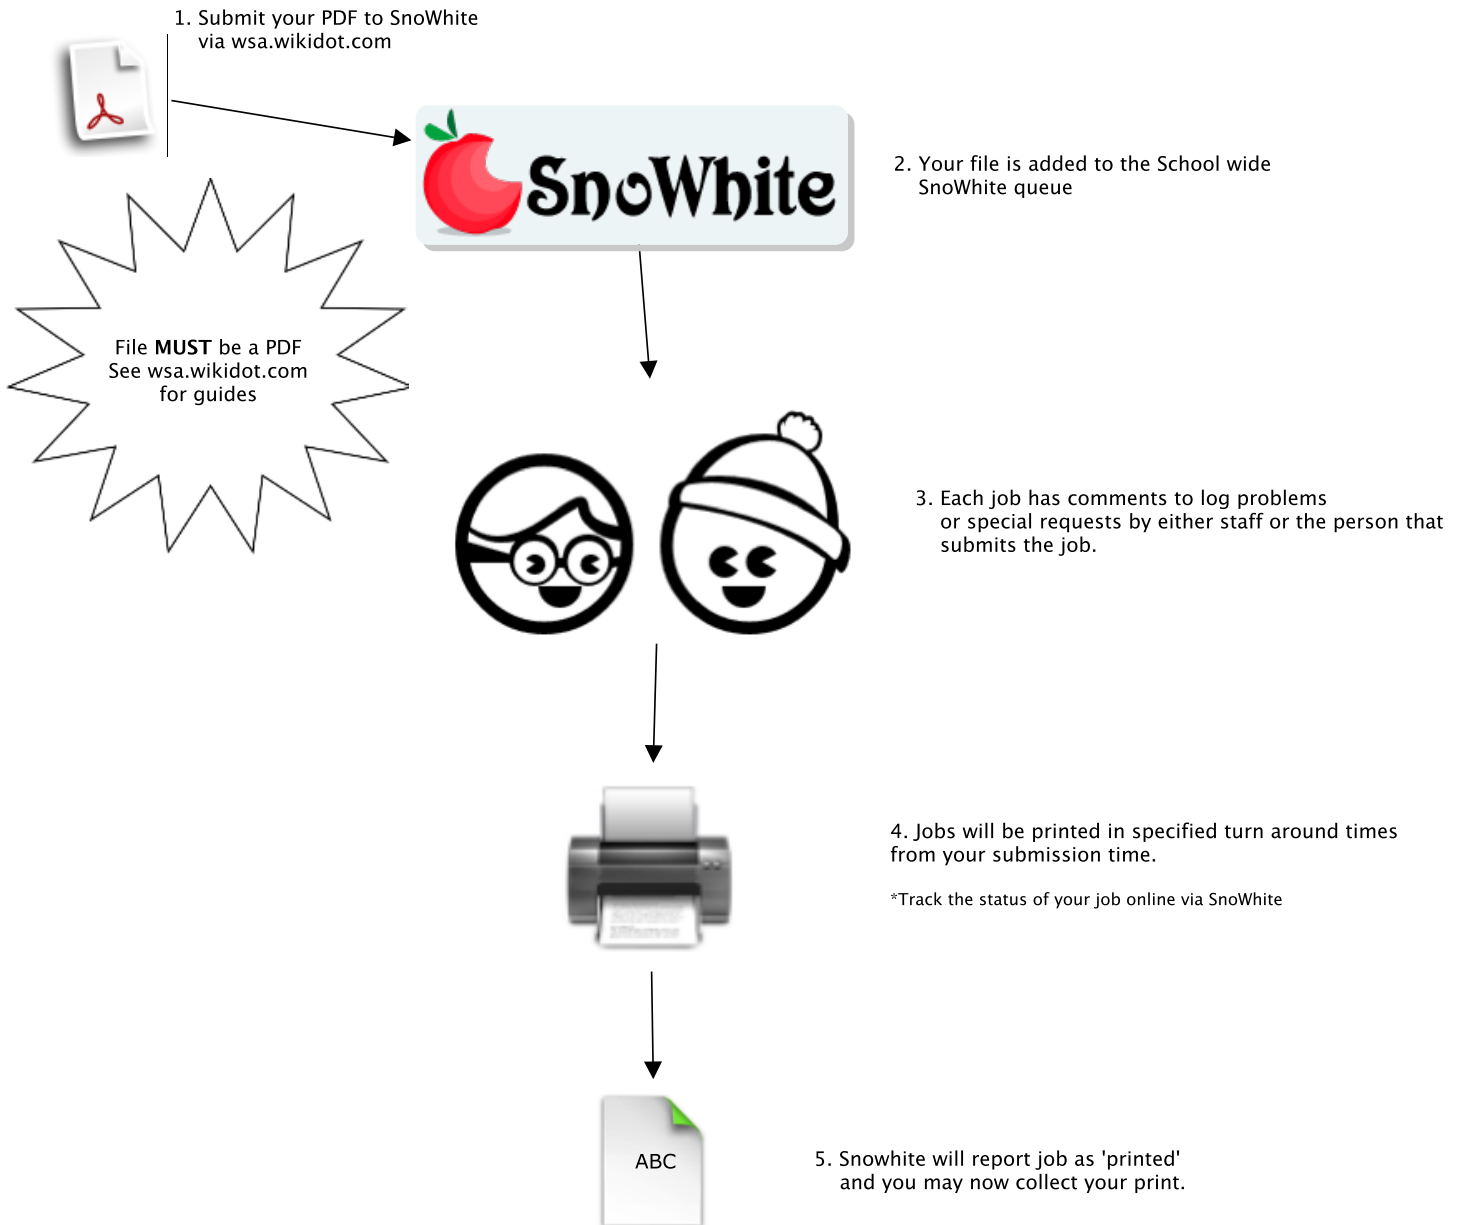 1. Submit your PDF to SnoWhite
via wsa.wikidot.com
SnoWhite
2. Your file is added to the School wide
SnoWhite queue
File MUST be a PDF
See wsa.wikidot.com
for guides
3. Each job has comments to log problems
or special requests by either staff or the person that
submits the job.
4. Jobs will be printed in specified turn around times
from your submission time.
*Track the status of your job online via SnoWhite
ABC
5. Snowhite will report job as 'printed'
and you may now collect your print.